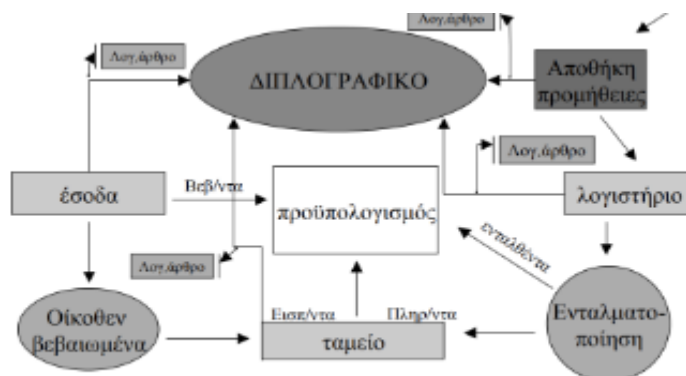 Λογ.άρθρο
Λογ.άρθρο
ΔΙΠΛΟΓΡΑΦΙΚΟ
Αποθήκη
προμήθειες
Λογ.άρθρο
έσοδα
Βεβ/ντα
προϋπολογισμός
λογιστήριο
ενταλθέντα
Λογ.άρθρο
Οίκοθεν
βεβαιωμένα
Εισπ/ντα
Πληρ/ντα
ταμείο
Ενταλματο-
ποίηση